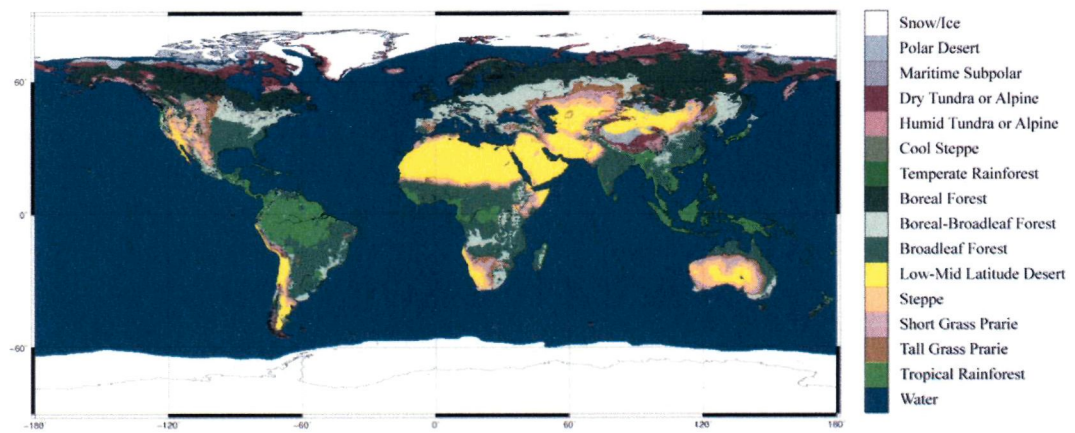 Snow/Ice
Polar Desert
Maritime Subpolar
Dry Tundra or Alpine
Humid Tundra or Alpine
Cool Steppe
Temperate Rainforest
Boreal Forest
Boreal-Broadleaf Forest
Broadleaf Forest
Low-Mid Latitude Desert
Steppe
Short Grass Prarie
Tall Grass Prarie
Tropical Rainforest
Water
60
0
-60
-180 -120 -60 0 60 120 180